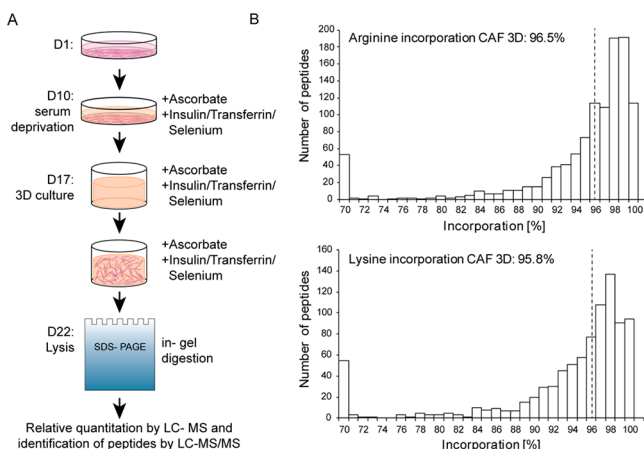 A
D1:
D10:
serum
deprivation
+Ascorbate
+Insulin/Transferrin/
Selenium
D17:
3D culture
+Ascorbate
+Insulin/Transferrin/
Selenium
+Ascorbate
+Insulin/Transferrin/
Selenium
D22:
Lysis
SDS- PAGE
in- gel
digestion
Relative quantitation by LC- MS and
identification of peptides by LC-MS/MS
B
Arginine incorporation CAF 3D: 96.5%
Number of peptides
200
180
160
140
120
100
80
60
40
20
0
70 72 74 76 78 80 82 84 86 88 90 92 94 96 98 100
Incorporation [%]
Lysine incorporation CAF 3D: 95.8%
Number of peptides
160
140
120
100
80
60
40
20
0
70 72 74 76 78 80 82 84 86 88 90 92 94 96 98 100
Incorporation [%]